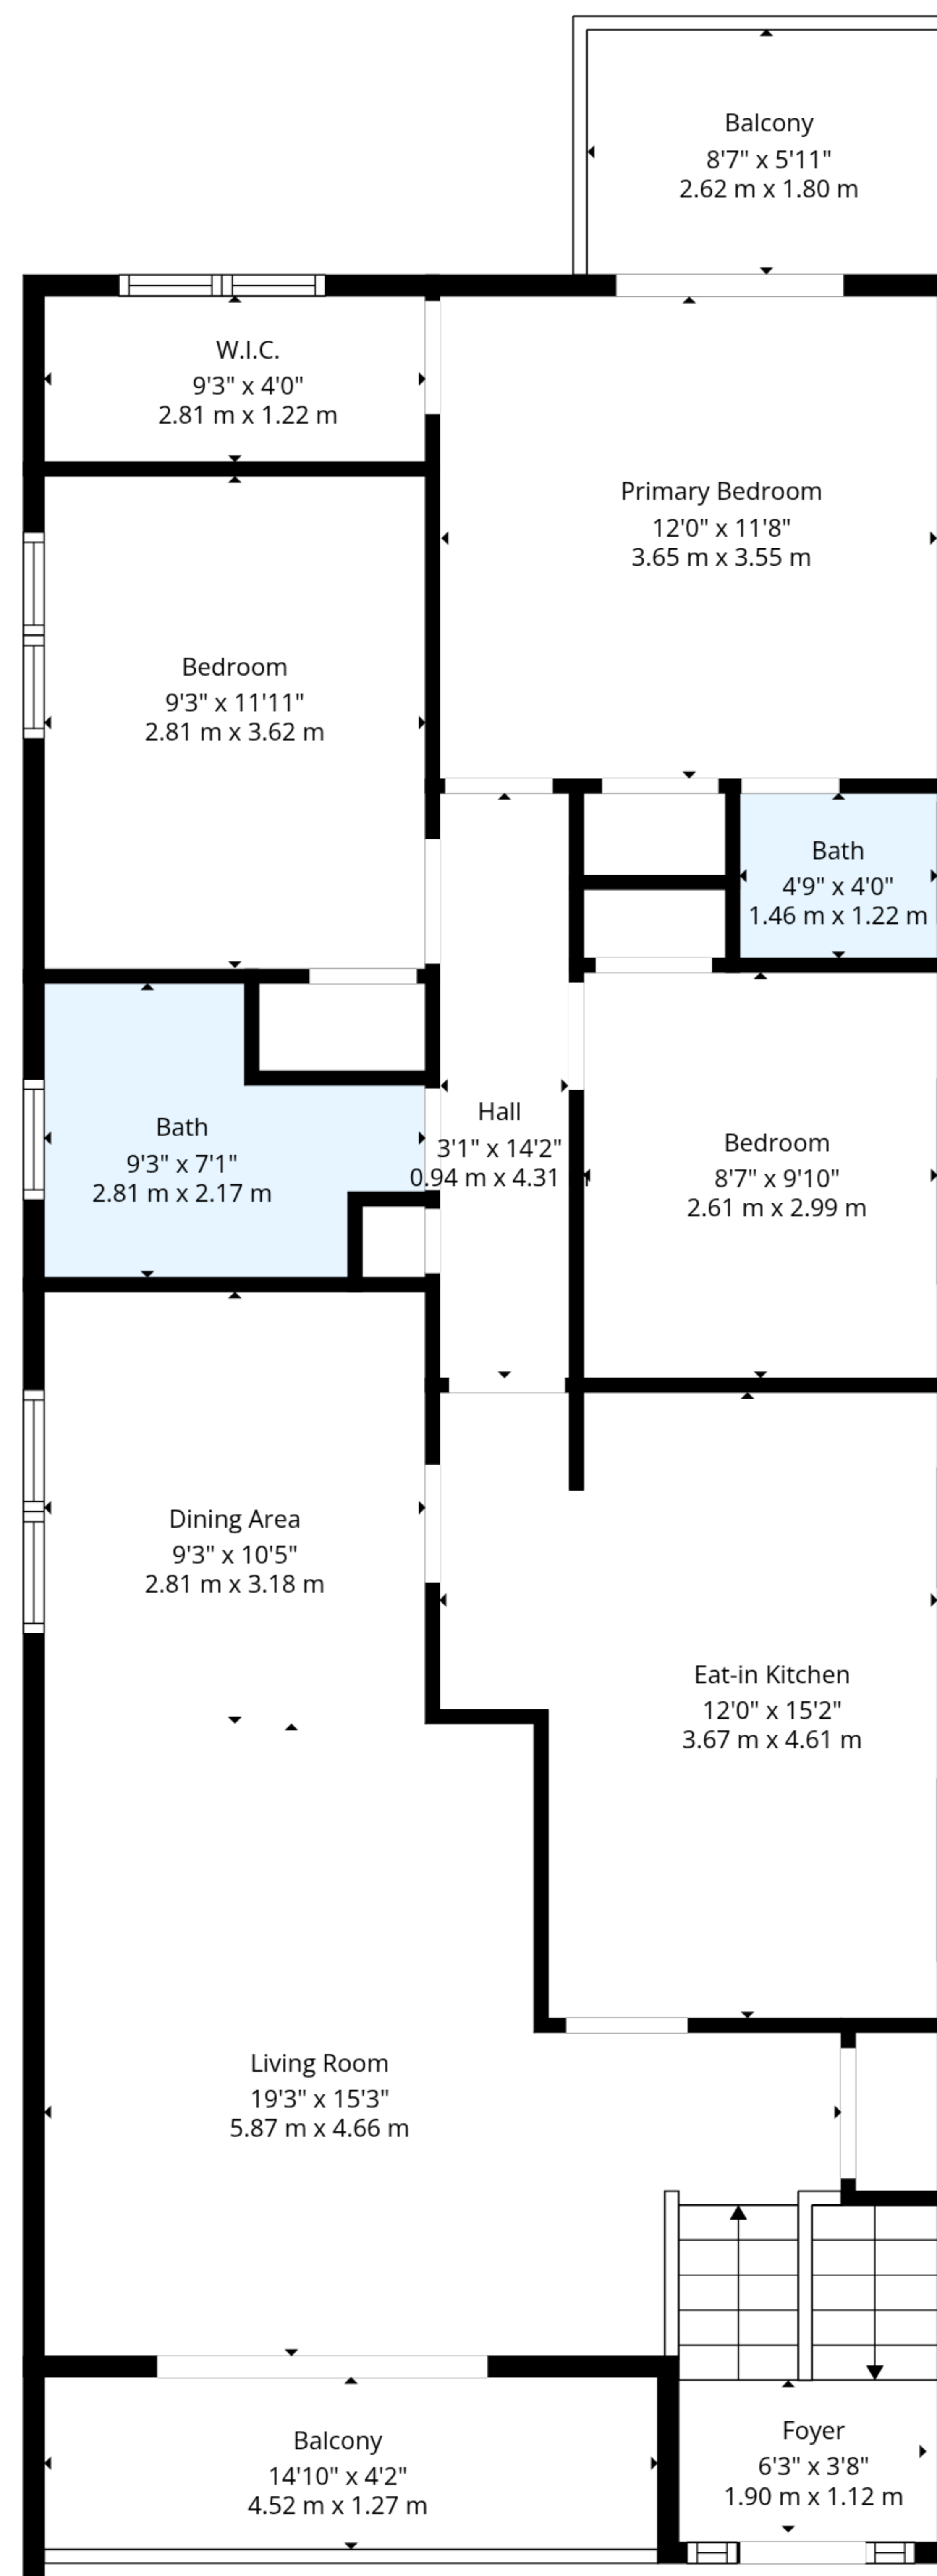 Balcony
8'7" x 5'11"
2.62 m x 1.80 m
W.I.C.
9'3" x 4'0"
2.81 m x 1.22 m
Primary Bedroom
12'0" x 11'8"
3.65 m x 3.55 m
Bedroom
9'3" x 11'11"
2.81 m x 3.62 m
Bath
4'9" x 4'0"
1.46 m x 1.22 m
Bath
9'3" x 7'1"
2.81 m x 2.17 m
Hall
3'1" x 14'2"
0.94 m x 4.31
Bedroom
8'7" x 9'10"
2.61 m x 2.99 m
Dining Area
9'3" x 10'5"
2.81 m x 3.18 m
Eat-in Kitchen
12'0" x 15'2"
3.67 m x 4.61 m
Living Room
19'3" x 15'3"
5.87 m x 4.66 m
Balcony
14'10" x 4'2"
4.52 m x 1.27 m
Foyer
6'3" x 3'8"
1.90 m x 1.12 m